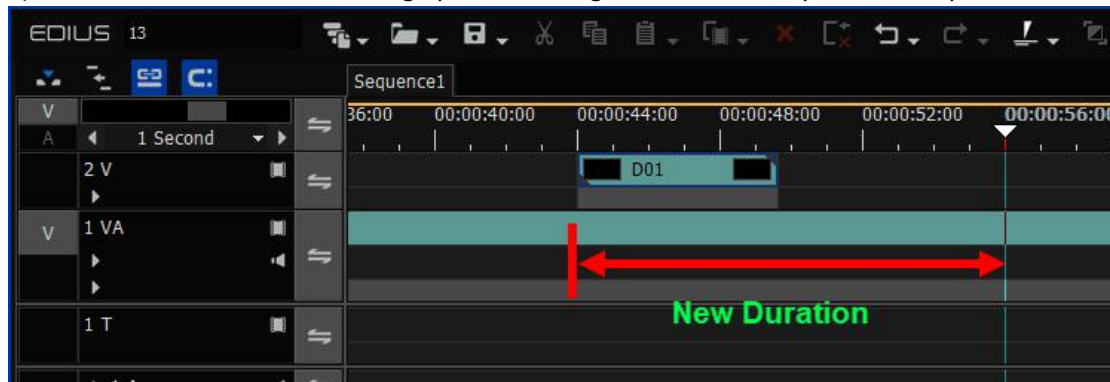 EDIUS 13
Sequence1
V
A
1 Second
36:00 00:00:40:00 00:00:44:00 00:00:48:00 00:00:52:00 00:00:56:00
2 V
D01
V
1 VA
New Duration
1 T